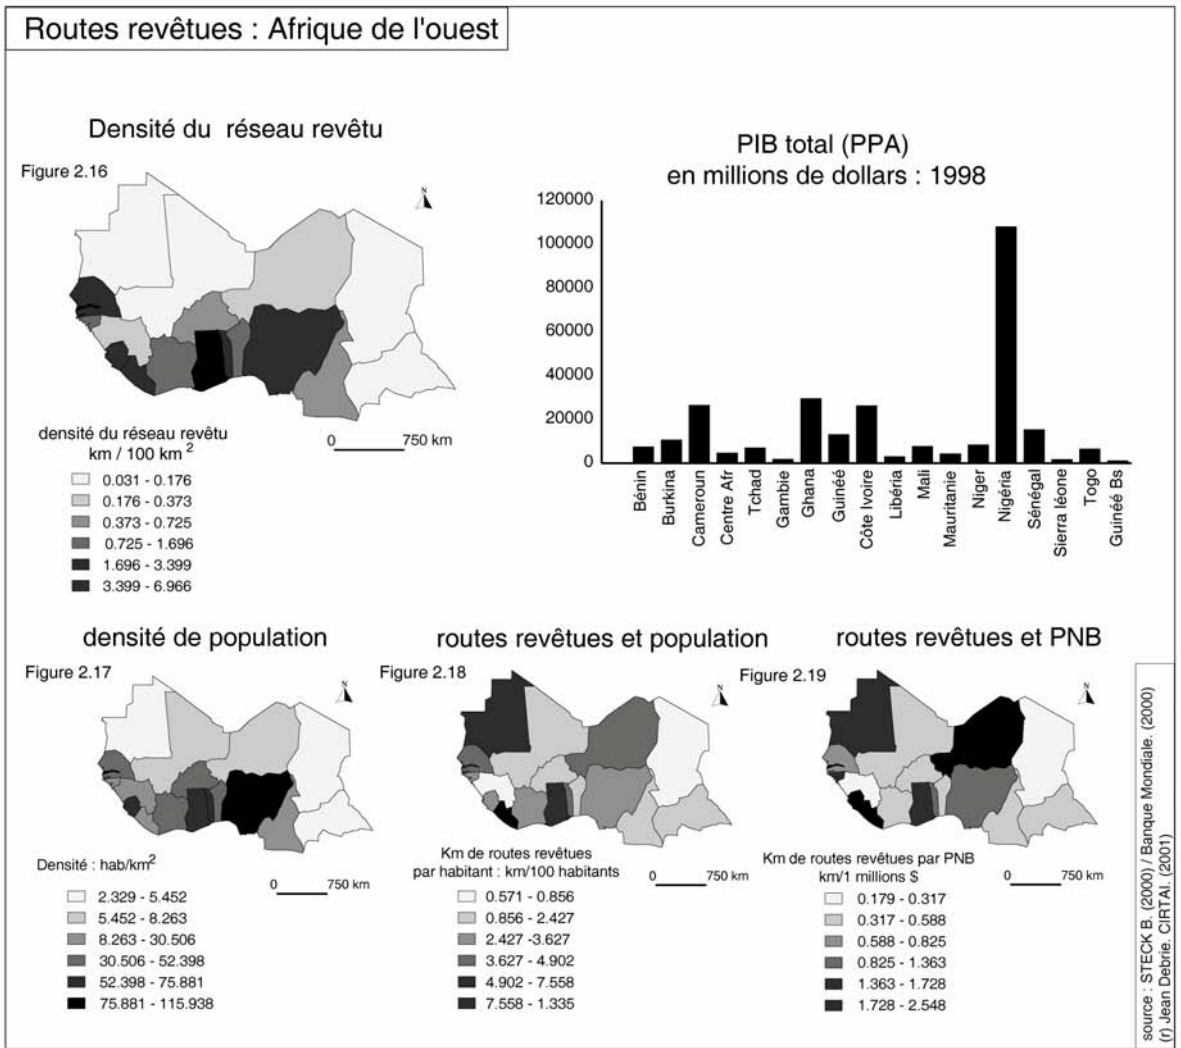 Routes revêtues : Afrique de l'ouest
Densité du réseau revêtu
Figure 2.16
N
densité du réseau revêtu
km / 100 km 2
0 750 km
0.031 - 0.176
0.176 - 0.373
0.373 - 0.725
0.725 - 1.696
1.696 - 3.399
3.399 - 6.966
PIB total (PPA)
en millions de dollars : 1998
120000
100000
80000
60000
40000
20000
0
Bénin
Burkina
Cameroun
Centre Afr
Tchad
Gambie
Ghana
Guinée
Côte Ivoire
Libéria
Mali
Mauritanie
Niger
Nigéria
Sénégal
Sierra léone
Togo
Guinéé Bs
densité de population
Figure 2.17
N
Densité : hab/km2
0 750 km
2.329 - 5.452
5.452 - 8.263
8.263 - 30.506
30.506 - 52.398
52.398 - 75.881
75.881 - 115.938
routes revêtues et population
Figure 2.18
N
Km de routes revêtues
par habitant : km/100 habitants
0 750 km
0.571 - 0.856
0.856 - 2.427
2.427 -3.627
3.627 - 4.902
4.902 - 7.558
7.558 - 1.335
routes revêtues et PNB
Figure 2.19
N
Km de routes revêtues par PNB
km/1 millions $
0 750 km
0.179 - 0.317
0.317 - 0.588
0.588 - 0.825
0.825 - 1.363
1.363 - 1.728
1.728 - 2.548
source : STECK B. (2000) / Banque Mondiale. (2000)
(r) Jean Debrie. CIRTAI. (2001)